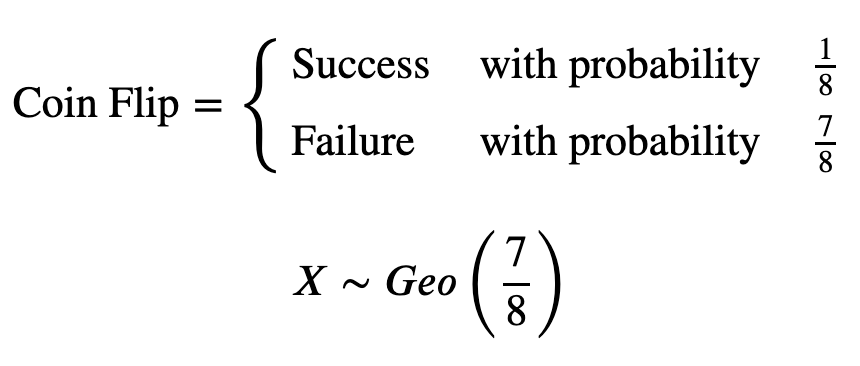 Coin Flip = { Success with probability 1/8
Failure with probability 7/8
X ~ Geo (7/8)